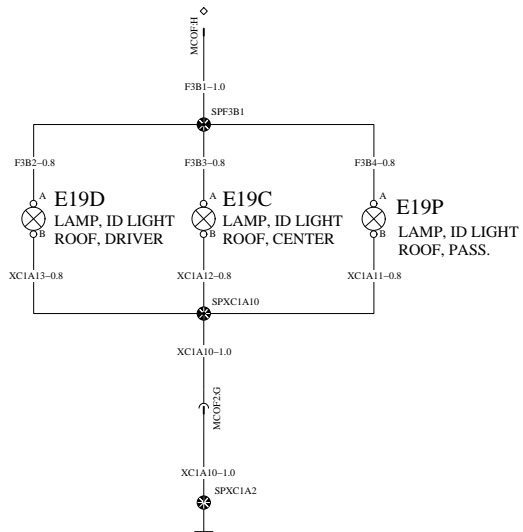 MCOF:H
F3B1–1.0
SPF3B1
F3B2–0.8
F3B3–0.8
F3B4–0.8
A
E19D
LAMP, ID LIGHT
ROOF, DRIVER
B
A
E19C
LAMP, ID LIGHT
ROOF, CENTER
B
A
E19P
LAMP, ID LIGHT
ROOF, PASS.
B
XC1A13–0.8
XC1A12–0.8
XC1A11–0.8
SPXC1A10
XC1A10–1.0
MCOF2:G
XC1A10–1.0
SPXC1A2